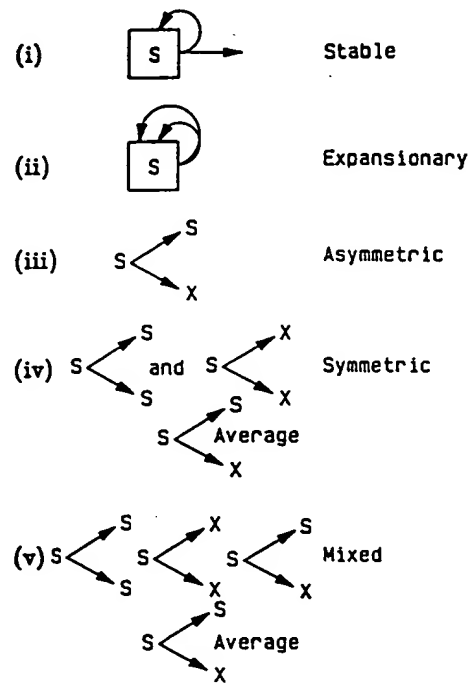 (i) S Stable
(ii) S Expansionary
S
(iii) S Asymmetric
X
S X
(iv) S and S Symmetric
S X
S
S Average
X
S X S
(v) S S S Mixed
S X X
S
S Average
X